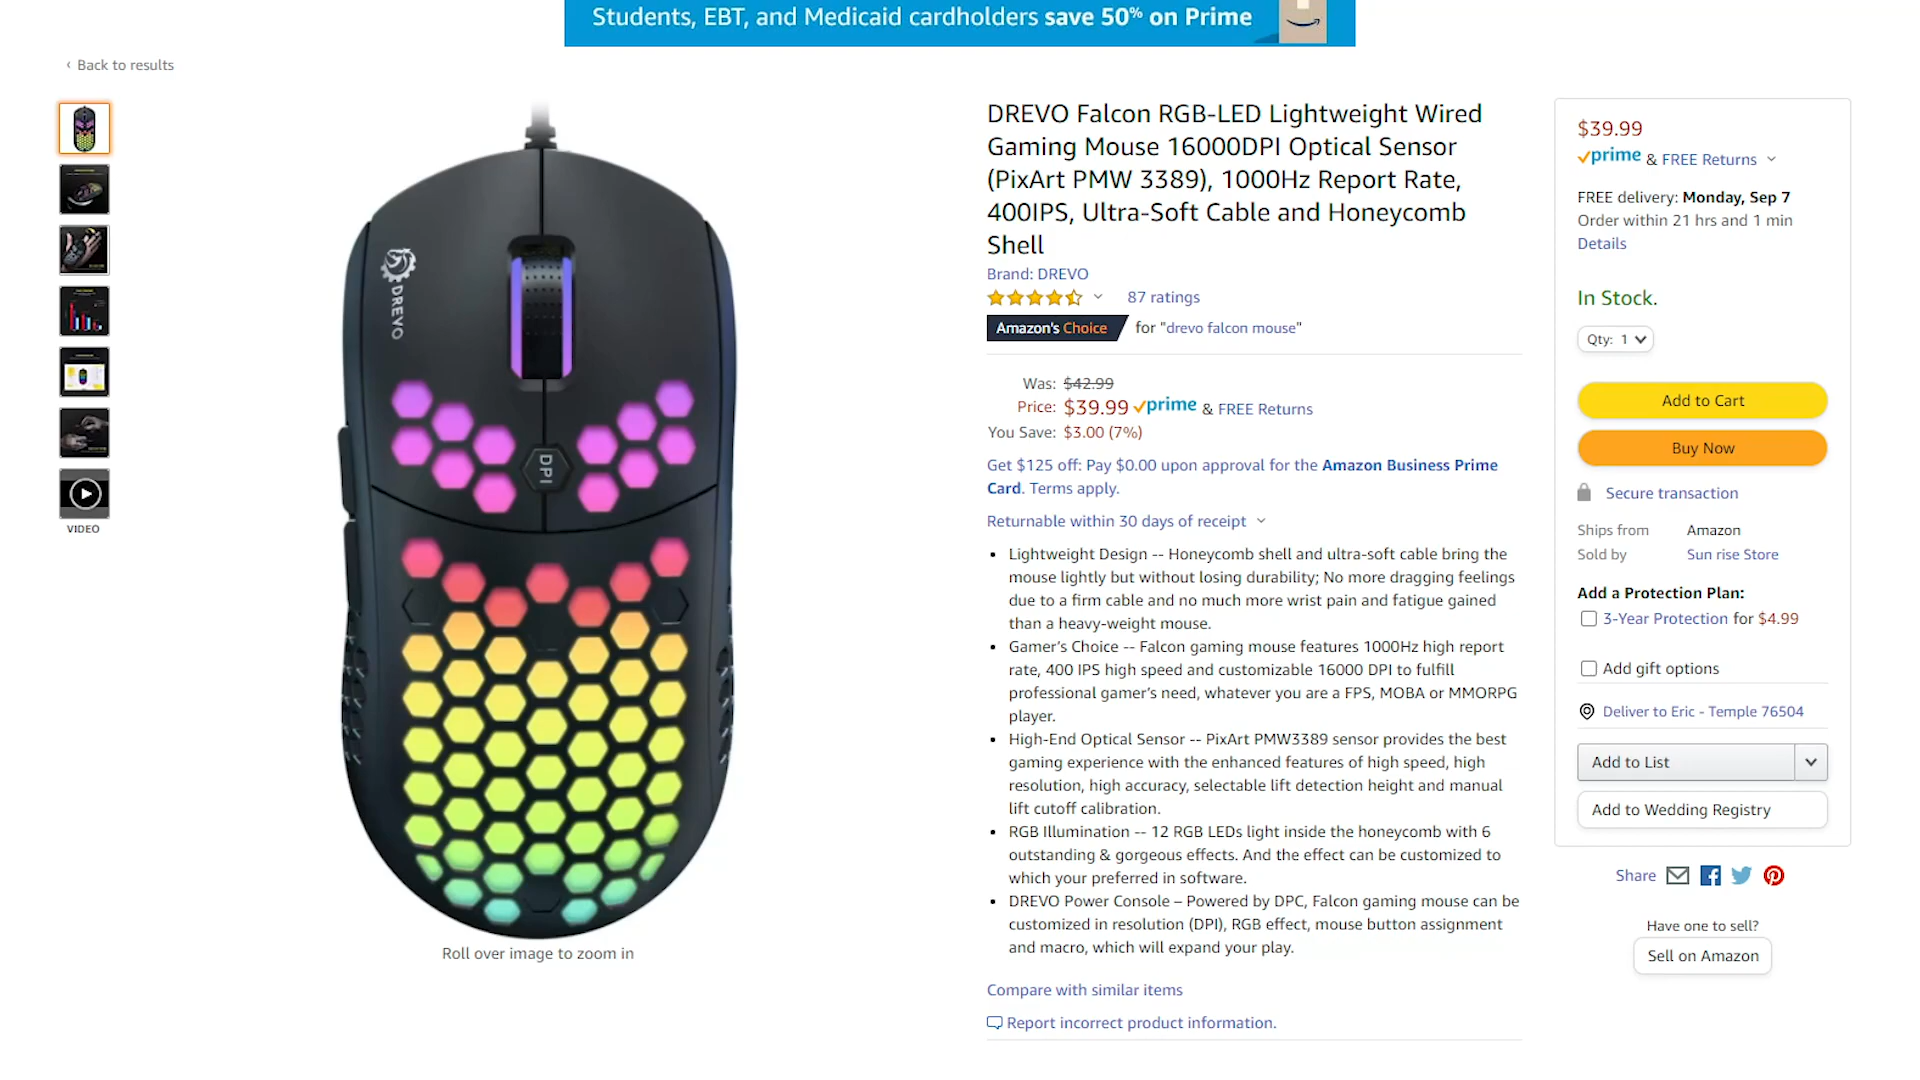 Students, EBT, and Medicaid cardholders save 50% on Prime
‹ Back to results
VIDEO
DREVO
DPI
Roll over image to zoom in
DREVO Falcon RGB-LED Lightweight Wired
Gaming Mouse 16000DPI Optical Sensor
(PixArt PMW 3389), 1000Hz Report Rate,
400IPS, Ultra-Soft Cable and Honeycomb
Shell
Brand: DREVO
87 ratings
Amazon's Choice for "drevo falcon mouse"
Was: $42.99
Price: $39.99 prime & FREE Returns
You Save: $3.00 (7%)
Get $125 off: Pay $0.00 upon approval for the Amazon Business Prime
Card. Terms apply.
Returnable within 30 days of receipt
• Lightweight Design -- Honeycomb shell and ultra-soft cable bring the
mouse lightly but without losing durability; No more dragging feelings
due to a firm cable and no much more wrist pain and fatigue gained
than a heavy-weight mouse.
• Gamer's Choice -- Falcon gaming mouse features 1000Hz high report
rate, 400 IPS high speed and customizable 16000 DPI to fulfill
professional gamer's need, whatever you are a FPS, MOBA or MMORPG
player.
• High-End Optical Sensor -- PixArt PMW3389 sensor provides the best
gaming experience with the enhanced features of high speed, high
resolution, high accuracy, selectable lift detection height and manual
lift cutoff calibration.
• RGB Illumination -- 12 RGB LEDs light inside the honeycomb with 6
outstanding & gorgeous effects. And the effect can be customized to
which your preferred in software.
• DREVO Power Console – Powered by DPC, Falcon gaming mouse can be
customized in resolution (DPI), RGB effect, mouse button assignment
and macro, which will expand your play.
Compare with similar items
Report incorrect product information.
$39.99
prime & FREE Returns
FREE delivery: Monday, Sep 7
Order within 21 hrs and 1 min
Details
In Stock.
Qty: 1
Add to Cart
Buy Now
Secure transaction
Ships from Amazon
Sold by Sun rise Store
Add a Protection Plan:
3-Year Protection for $4.99
Add gift options
Deliver to Eric - Temple 76504
Add to List
Add to Wedding Registry
Share
Have one to sell?
Sell on Amazon